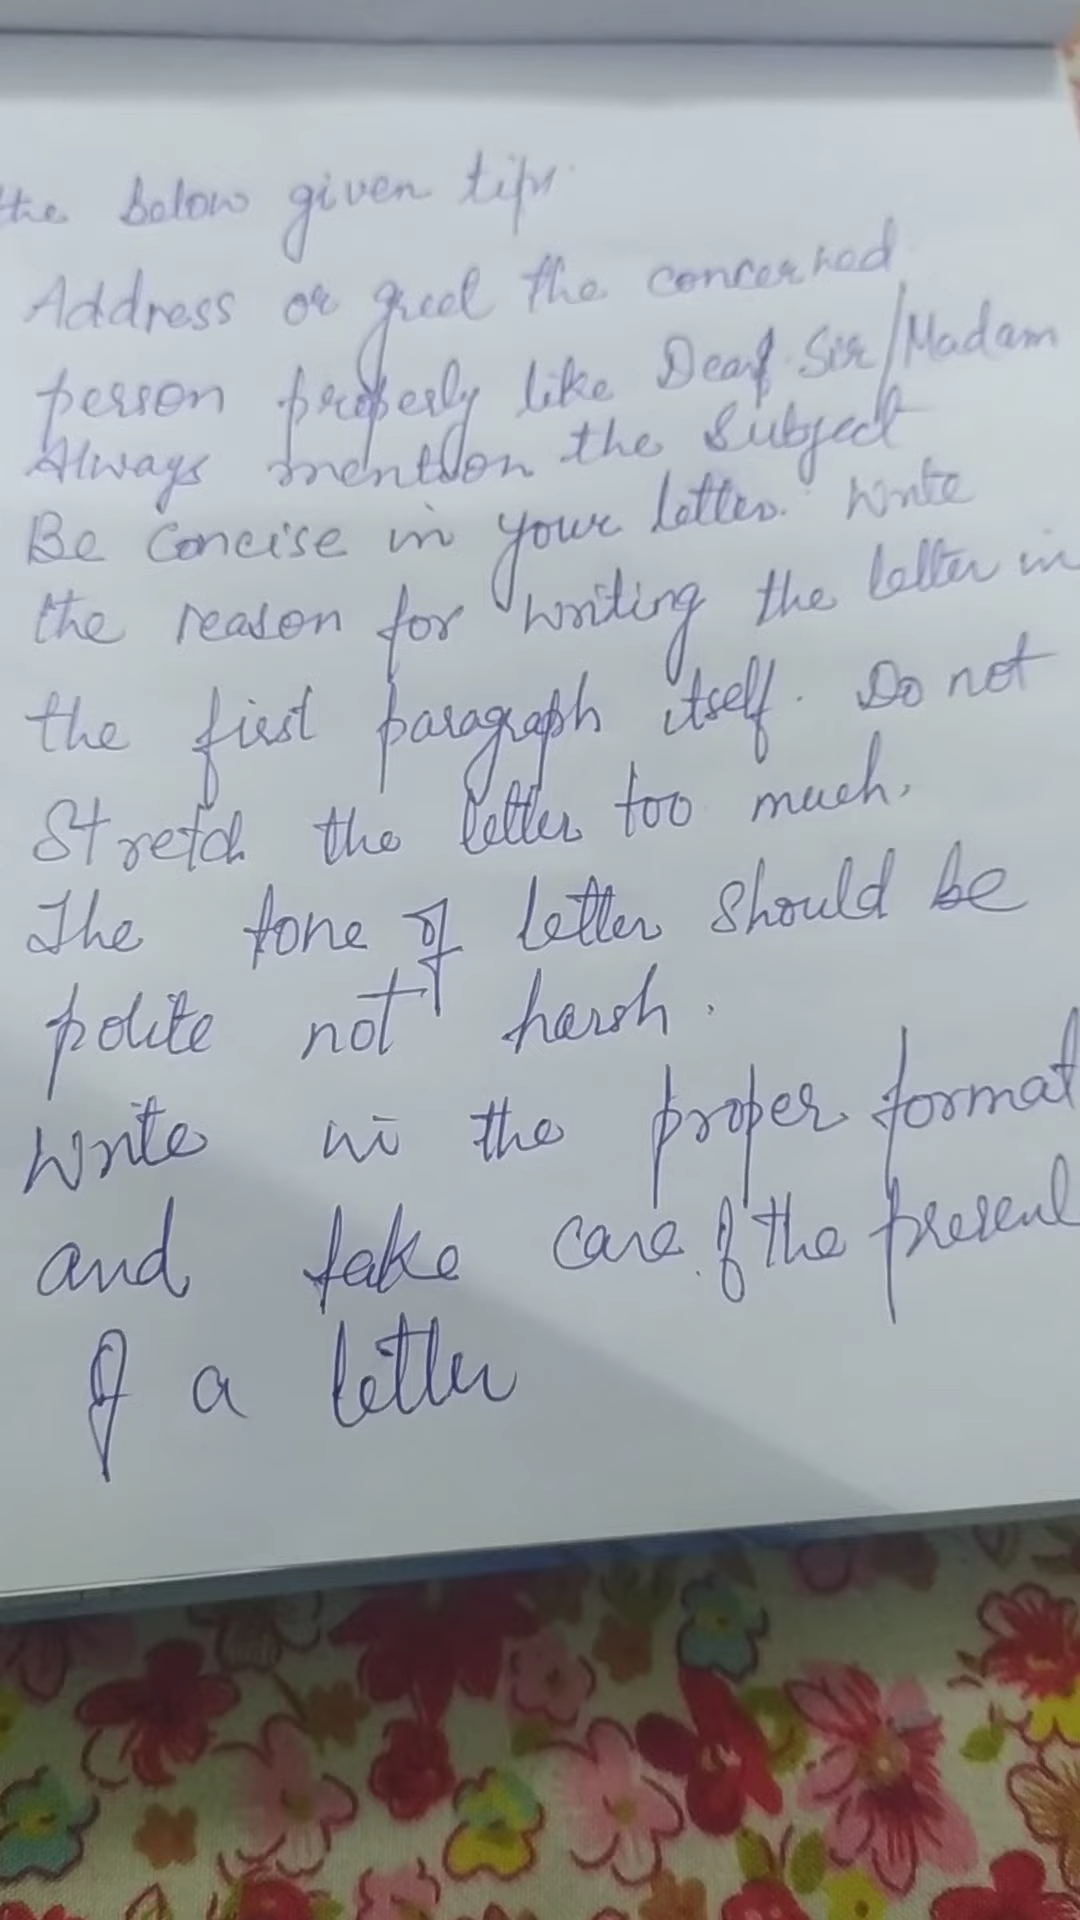 the below given tips.
Address or greet the concerned
person properly like Dear Sir/Madam
Always mention the Subject
Be Concise in your letter. Write
the reason for writing the letter in
the first paragraph itself. Do not
Stretch the letter too much.
The tone of letter should be
polite not harsh.
Write in the proper format
and take care of the present
of a letter